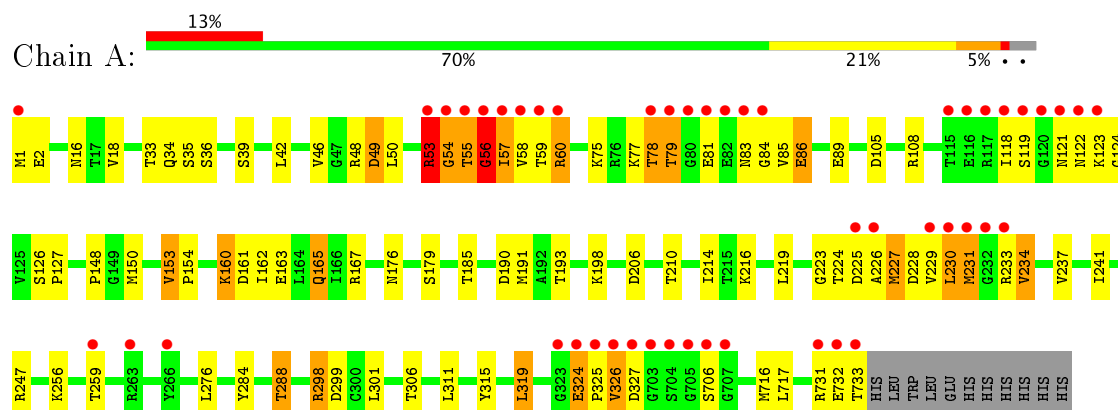 13%
Chain A:
70% 21% 5% • •
M1 E2 N16 T17 V18 T33 Q34 S35 S36 S39 L42 V46 G47 R48 D49 L50 R53 G54 T55 G56 I57 V58 T59 R60 K75 R76 K77 T78 T79 G80 E81 E82 N83 G84 V85 E86 E89 D105 R108 T115 E116 R117 I118 S119 G120 N121 N122 K123 G124
V125 S126 P127 P148 G149 M150 V153 P154 K160 D161 I162 E163 L164 Q165 I166 R167 N176 S179 T185 D190 M191 A192 T193 K198 D206 T210 I214 T215 K216 L219 G223 T224 D225 A226 M227 D228 V229 L230 M231 G232 R233 V234 V237 I241
R247 K256 T259 R263 Y266 L276 Y284 T288 R298 D299 C300 L301 T306 L311 Y315 L319 G323 E324 P325 V326 D327 G703 S704 G705 S706 G707 M716 L717 R731 E732 T733 HIS LEU TRP LEU GLU HIS HIS HIS HIS HIS HIS